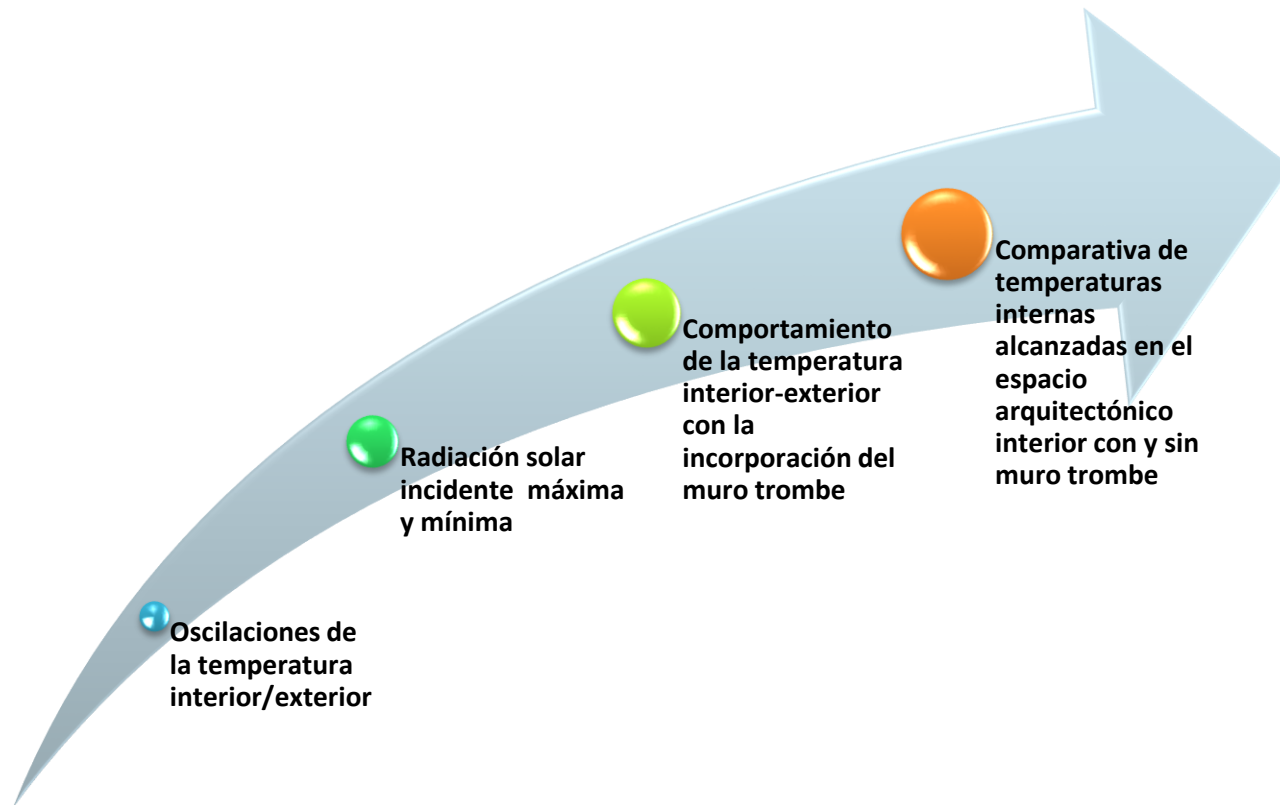 Oscilaciones de
la temperatura
interior/exterior
Radiación solar
incidente  máxima
y mínima
Comportamiento
de la temperatura
interior-exterior
con la
incorporación del
muro trombe
Comparativa de
temperaturas
internas
alcanzadas en el
espacio
arquitectónico
interior con y sin
muro trombe